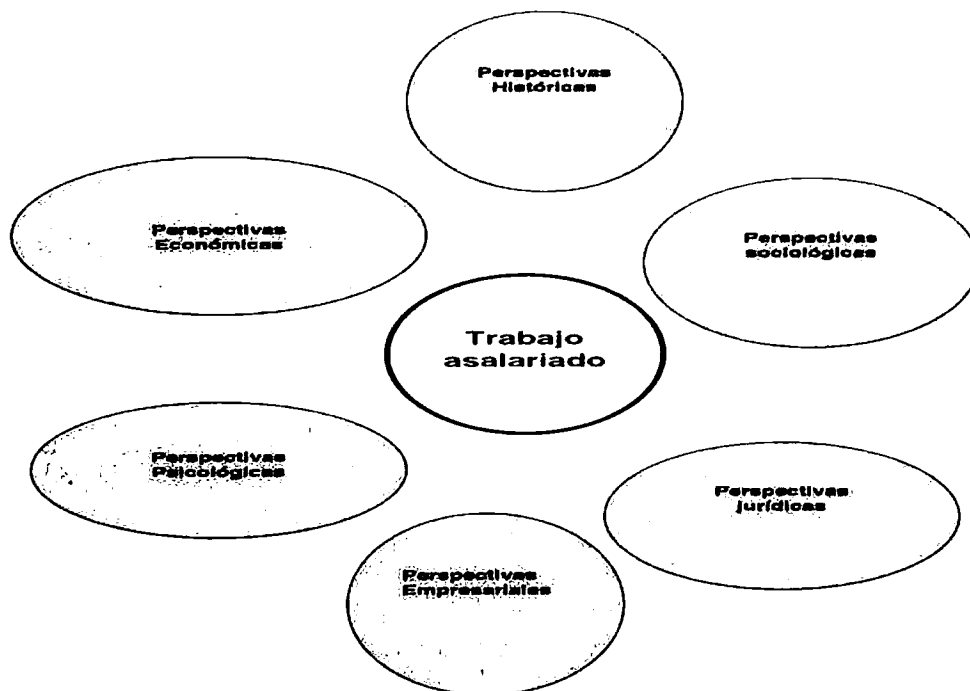 Perspectivas
Históricas
Perspectivas
Económicas
Perspectivas
sociológicas
Trabajo
asalariado
Perspectivas
Psicológicas
Perspectivas
jurídicas
Perspectivas
Empresariales